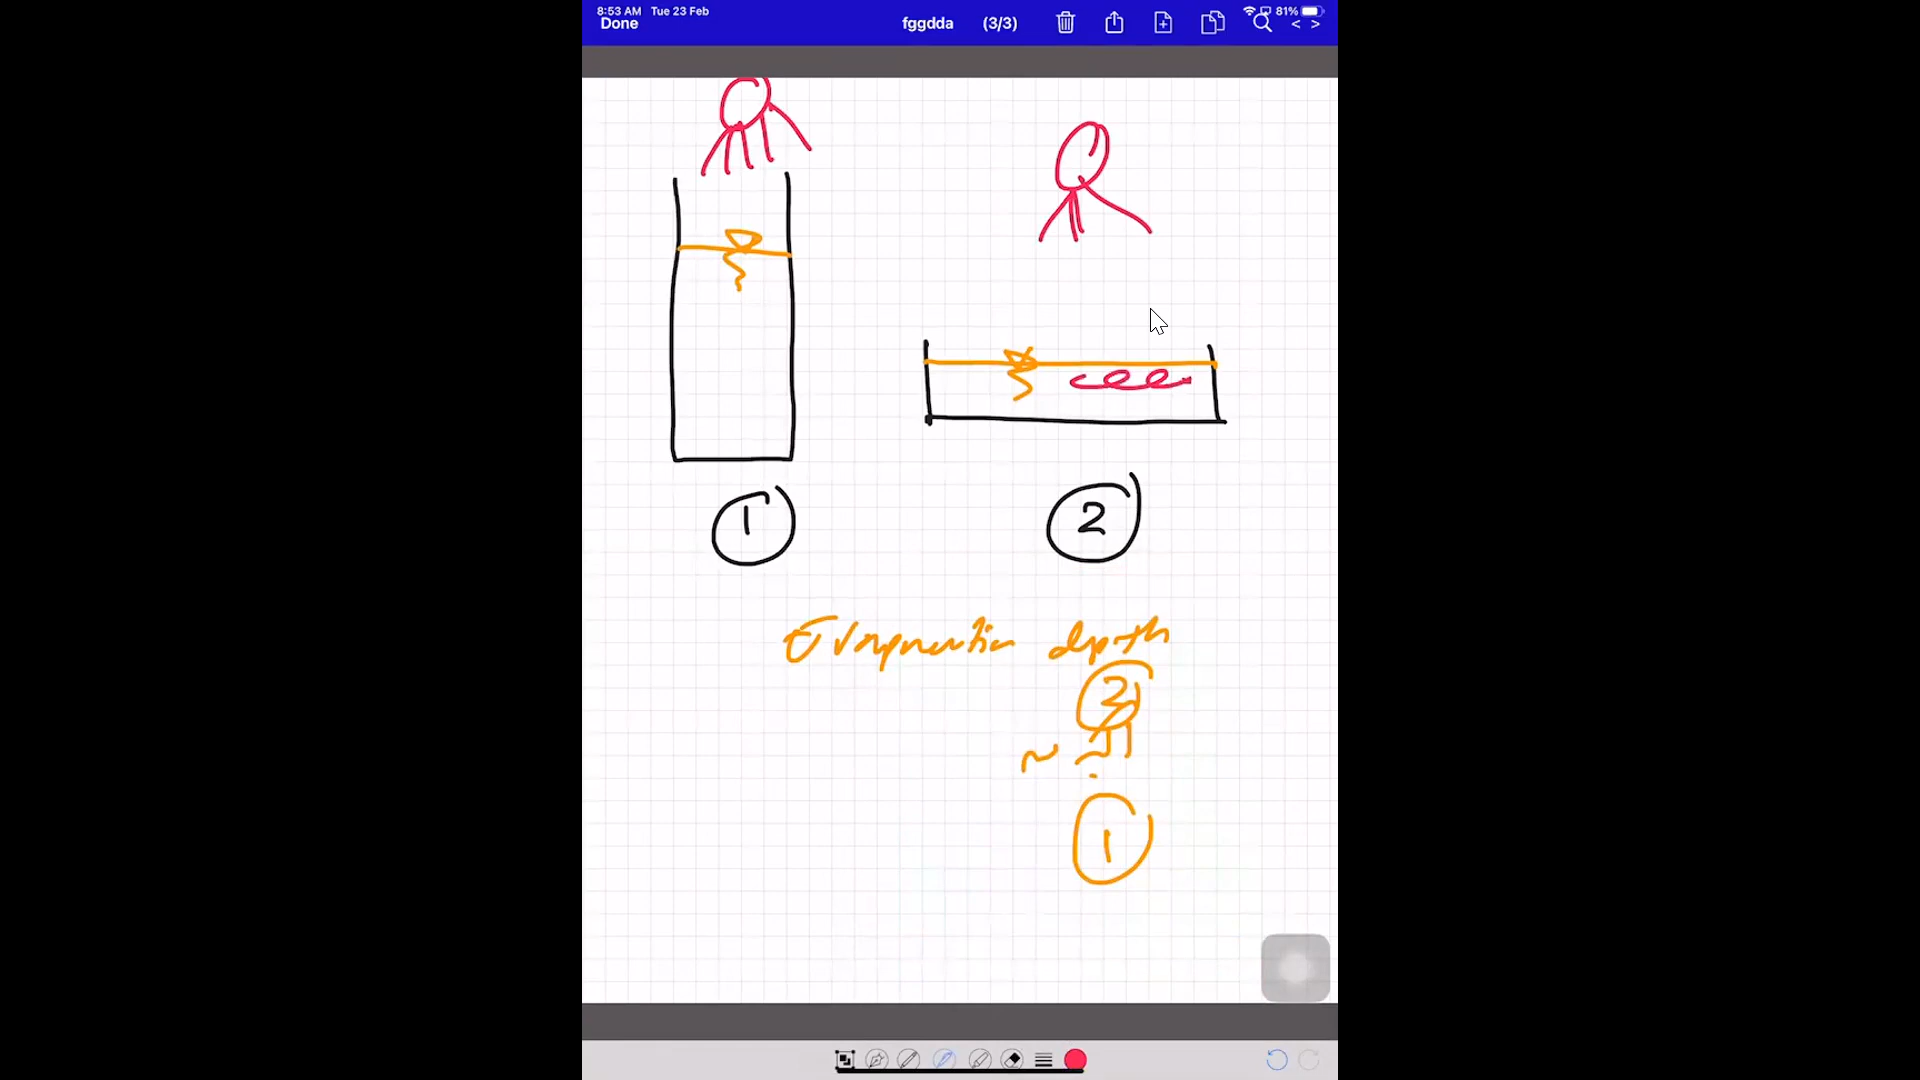 8:53 AM Tue 23 Feb 81%
Done fggdda (3/3) < >
1 2
Evaporation depth
2
1